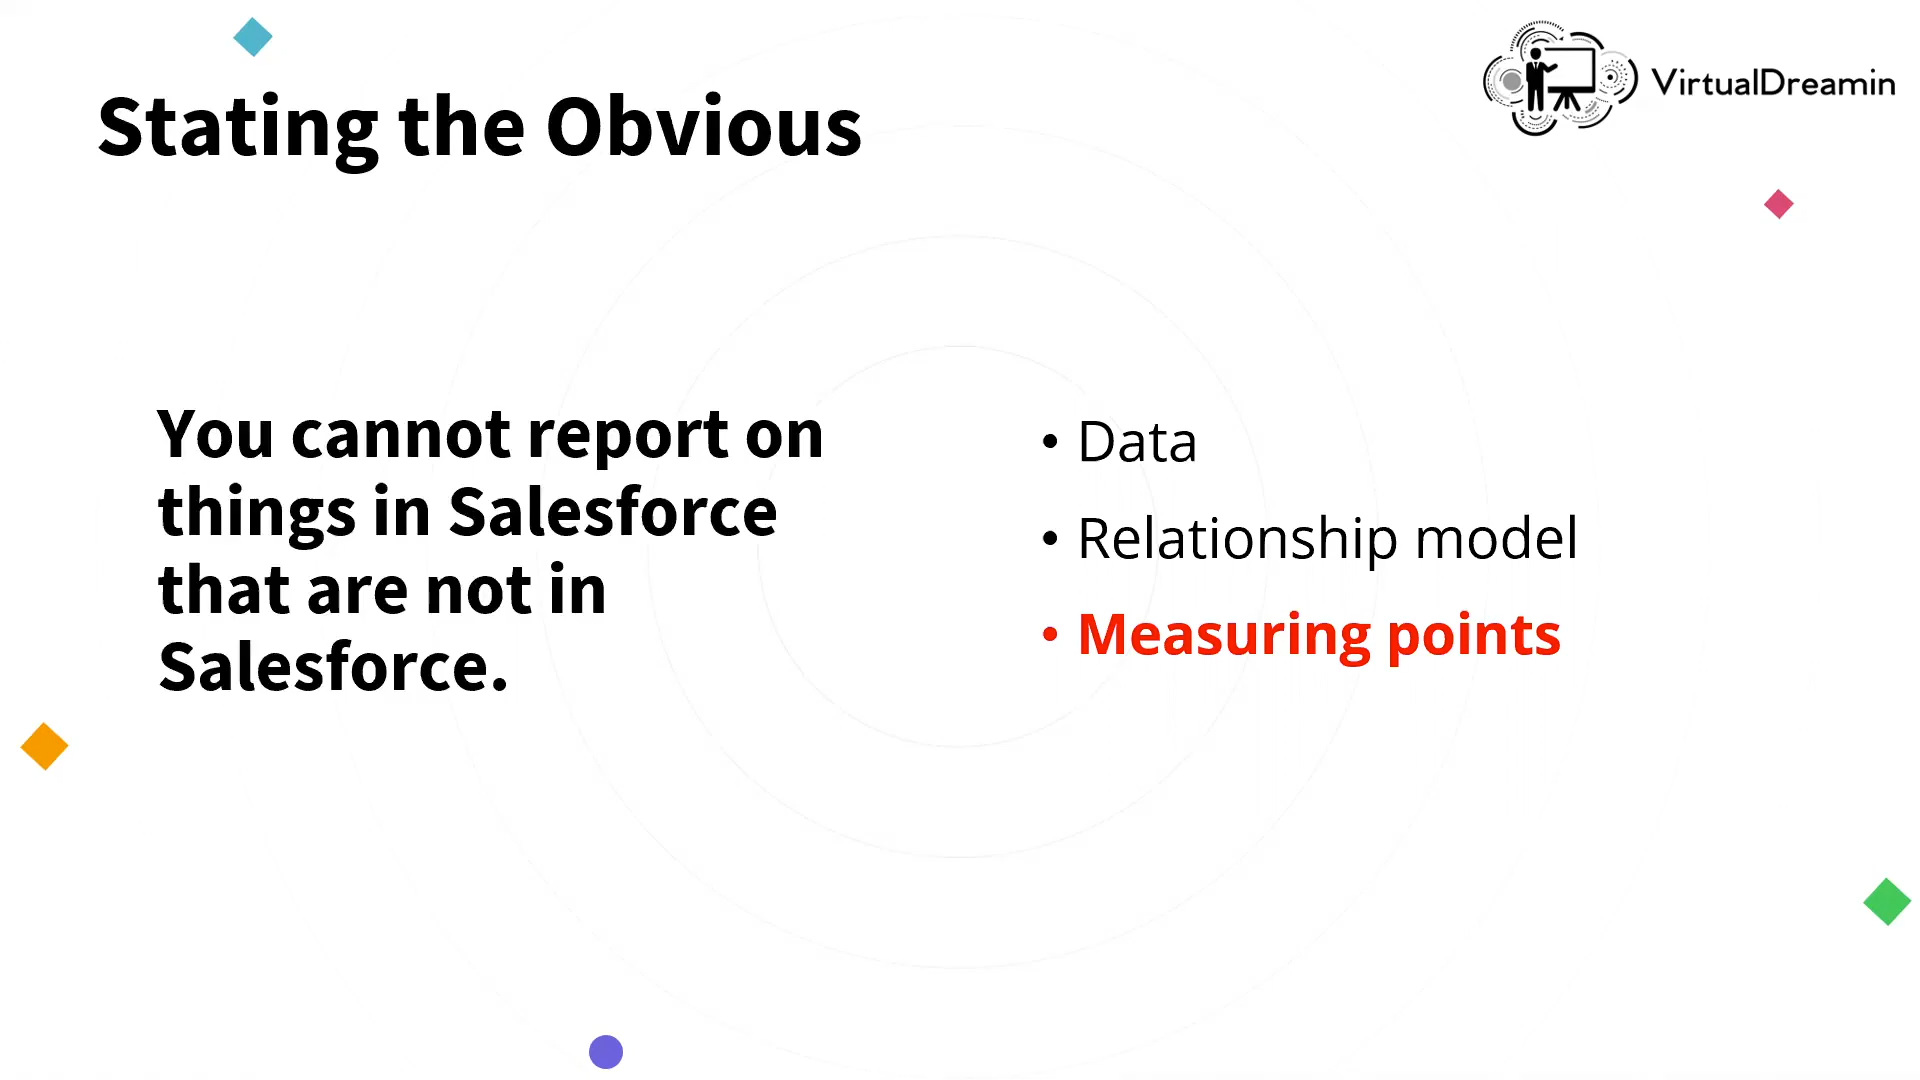 VirtualDreamin
Stating the Obvious
You cannot report on
things in Salesforce
that are not in
Salesforce.
• Data
• Relationship model
• Measuring points